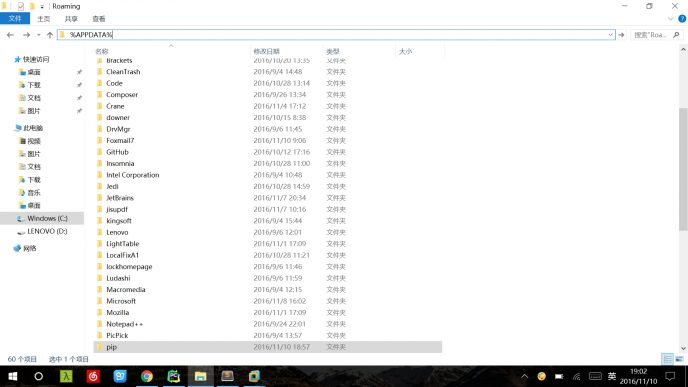 Roaming
文件 主页 共享 查看
%APPDATA% 搜索"Roa...
名称 修改日期 类型 大小
快速访问
桌面
下载
文档
图片
此电脑
视频
图片
文档
下载
音乐
桌面
Windows (C:)
LENOVO (D:)
网络
Brackets 2016/10/20 13:35 文件夹
CleanTrash 2016/9/4 14:48 文件夹
Code 2016/10/28 13:14 文件夹
Composer 2016/9/26 13:34 文件夹
Crane 2016/11/4 17:12 文件夹
downer 2016/10/15 8:38 文件夹
DrvMgr 2016/9/6 11:45 文件夹
Foxmail7 2016/11/10 9:06 文件夹
GitHub 2016/10/12 17:16 文件夹
Insomnia 2016/10/28 11:00 文件夹
Intel Corporation 2016/9/4 10:48 文件夹
Jedi 2016/10/28 14:59 文件夹
JetBrains 2016/11/7 20:34 文件夹
jisupdf 2016/11/7 10:16 文件夹
kingsoft 2016/9/4 15:44 文件夹
Lenovo 2016/9/6 12:01 文件夹
LightTable 2016/11/1 17:09 文件夹
LocalFixA1 2016/10/28 11:21 文件夹
lockhomepage 2016/9/6 11:46 文件夹
Ludashi 2016/9/6 11:59 文件夹
Macromedia 2016/9/4 12:15 文件夹
Microsoft 2016/11/8 16:02 文件夹
Mozilla 2016/11/1 17:09 文件夹
Notepad++ 2016/9/24 22:01 文件夹
PicPick 2016/9/4 13:57 文件夹
pip 2016/11/10 18:57 文件夹
60 个项目 选中 1 个项目
英 19:02
2016/11/10